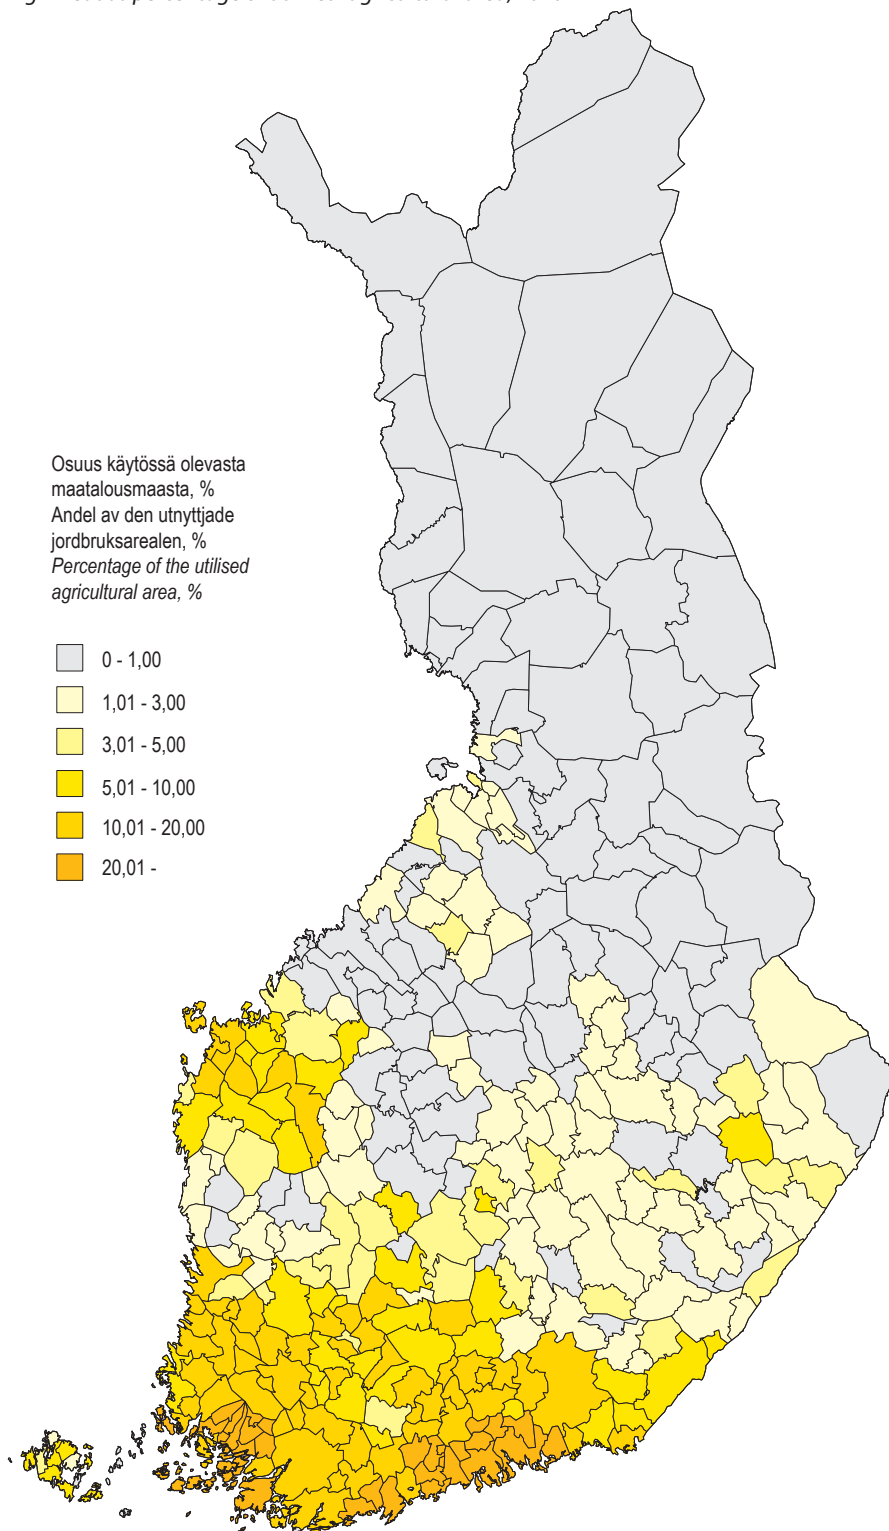 Osuus käytössä olevasta
maatalousmaasta, %
Andel av den utnyttjade
jordbruksarealen, %
Percentage of the utilised
agricultural area, %
0 - 1,00
1,01 - 3,00
3,01 - 5,00
5,01 - 10,00
10,01 - 20,00
20,01 -